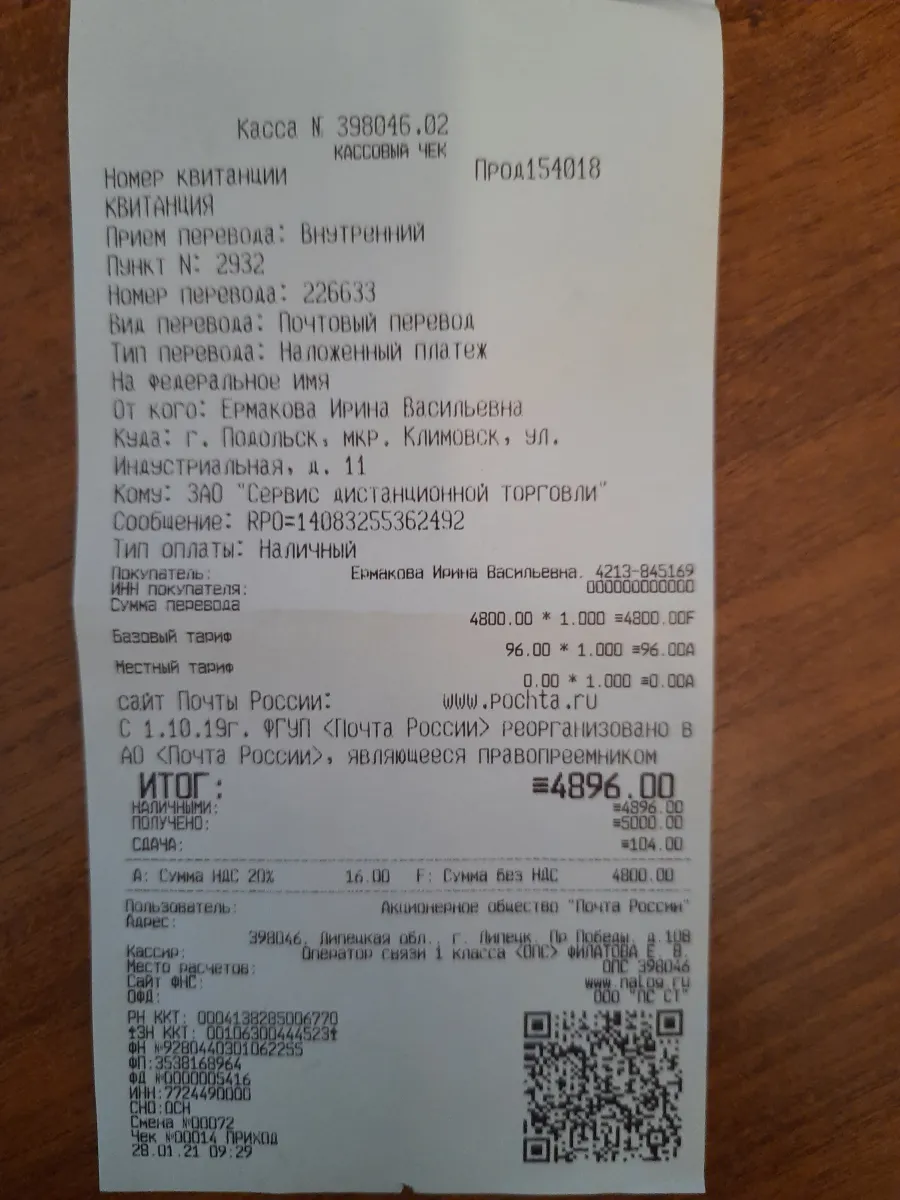 Касса № 398046.02
КАССОВЫЙ ЧЕК
Номер квитанции Прод154018
КВИТАНЦИЯ
Прием перевода: Внутренний
Пункт N: 2932
Номер перевода: 226633
Вид перевода: Почтовый перевод
Тип перевода: Наложенный платеж
На федеральное имя
От кого: Ермакова Ирина Васильевна
Куда: г. Подольск, мкр. Климовск, ул.
Индустриальная, д. 11
Кому: ЗАО "Сервис дистанционной торговли"
Сообщение: RPO=14083255362492
Тип оплаты: Наличный
Покупатель: Ермакова Ирина Васильевна. 4213-845169
ИНН покупателя: 000000000000
Сумма перевода
4800.00 * 1.000 ≡4800.00F
Базовый тариф
96.00 * 1.000 ≡96.00А
Местный тариф
0.00 * 1.000 ≡0.00А
сайт Почты России: www.pochta.ru
С 1.10.19г. ФГУП <Почта России> реорганизовано в
АО <Почта России>, являющееся правопреемником
ИТОГ: ≡4896.00
НАЛИЧНЫМИ: ≡4896.00
ПОЛУЧЕНО: ≡5000.00
СДАЧА: ≡104.00
А: Сумма НДС 20% 16.00 F: Сумма без НДС 4800.00
Пользователь: Акционерное общество "Почта России"
Адрес:
398046, Липецкая обл., г. Липецк, Пр Победы, д.108
Кассир: Оператор связи 1 класса <ОПС> ФИЛАТОВА Е. В.
Место расчетов: ОПС 398046
Сайт ФНС: www.nalog.ru
ОФД: ООО "ПС СТ"
РН ККТ: 0004138285006770
ЗН ККТ: 0010630044452З
ФН №9280440301062255
ФП:3538168964
ФД №0000005416
ИНН:7724490000
СНО:ОСН
Смена №00072
Чек №00014 ПРИХОД
28.01.21 09:29